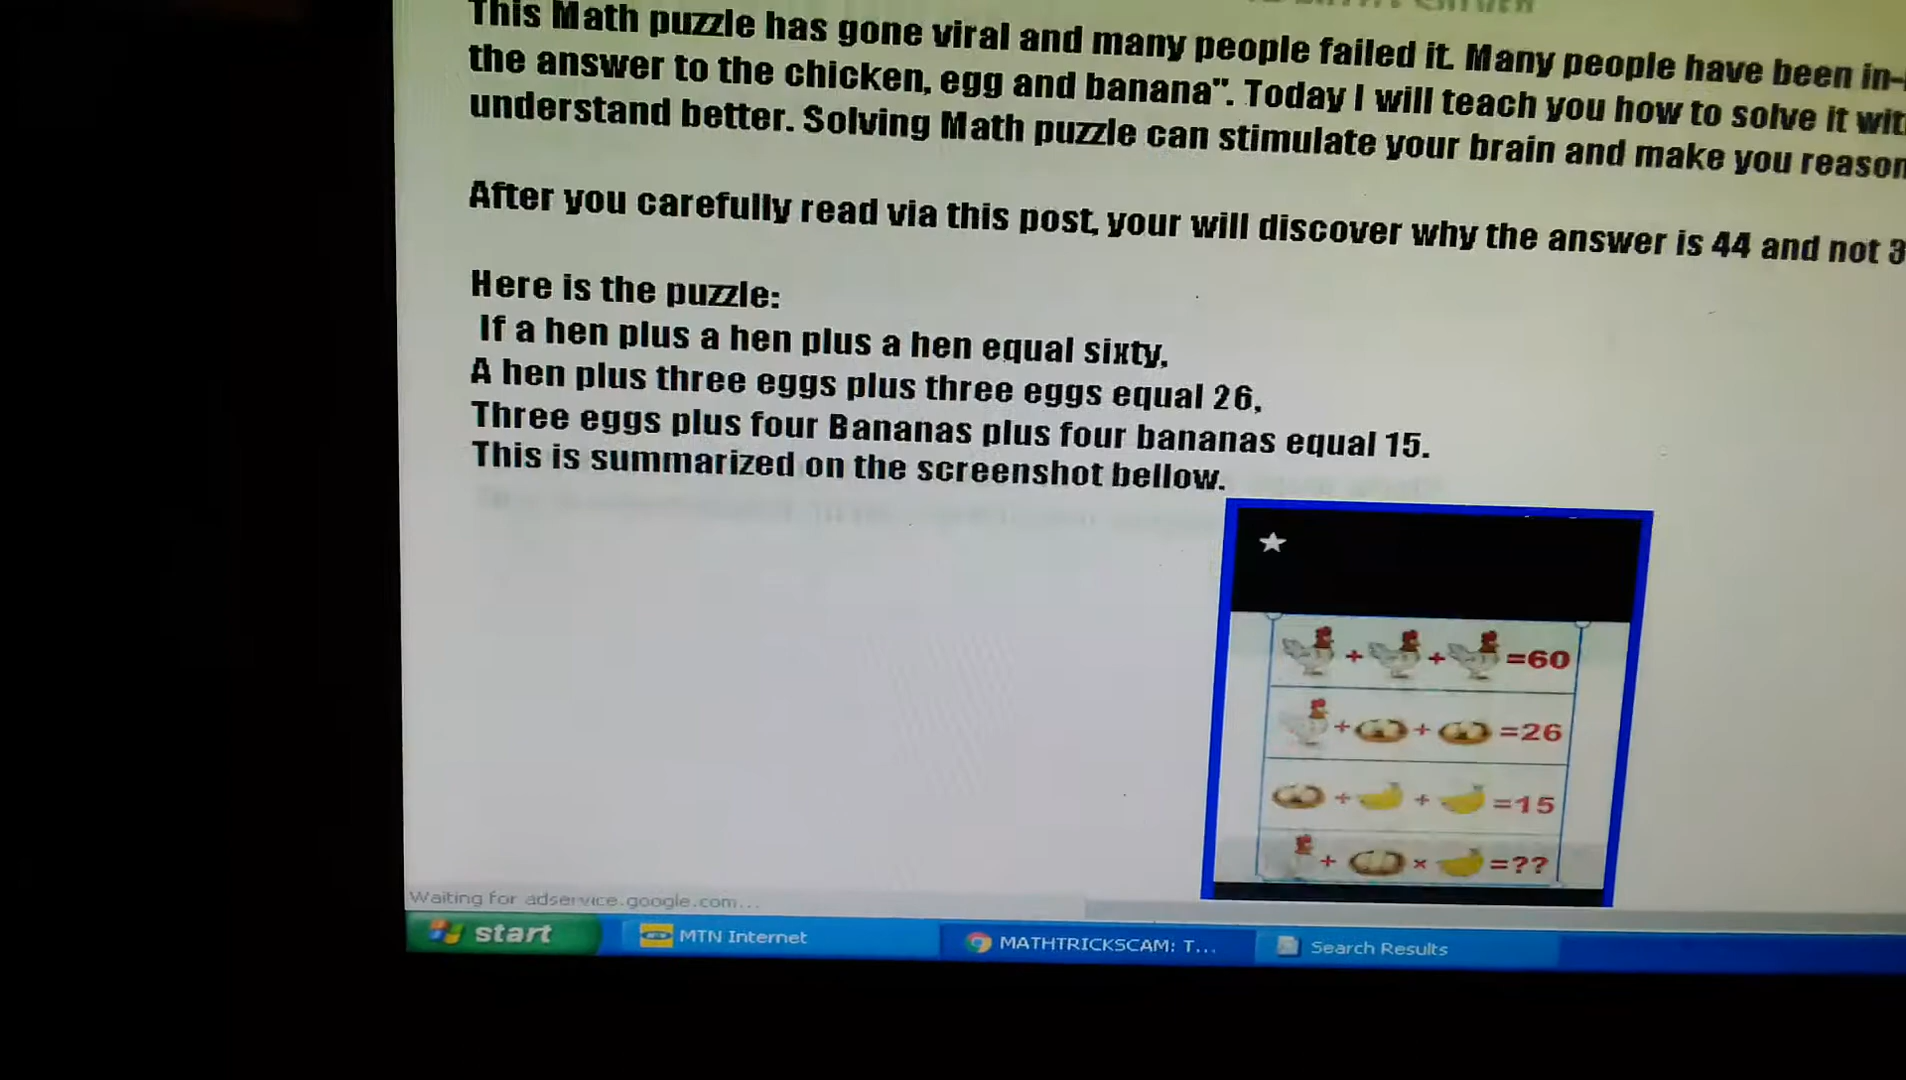 This Math puzzle has gone viral and many people failed it. Many people have been in-
the answer to the chicken, egg and banana". Today I will teach you how to solve it wit
understand better. Solving Math puzzle can stimulate your brain and make you reason
After you carefully read via this post, your will discover why the answer is 44 and not 3
Here is the puzzle:
If a hen plus a hen plus a hen equal sixty,
A hen plus three eggs plus three eggs equal 26,
Three eggs plus four Bananas plus four bananas equal 15.
This is summarized on the screenshot bellow.
+ + =60
+ + =26
+ + =15
+ × =??
Waiting for adservice.google.com...
start MTN Internet MATHTRICKSCAM: T... Search Results